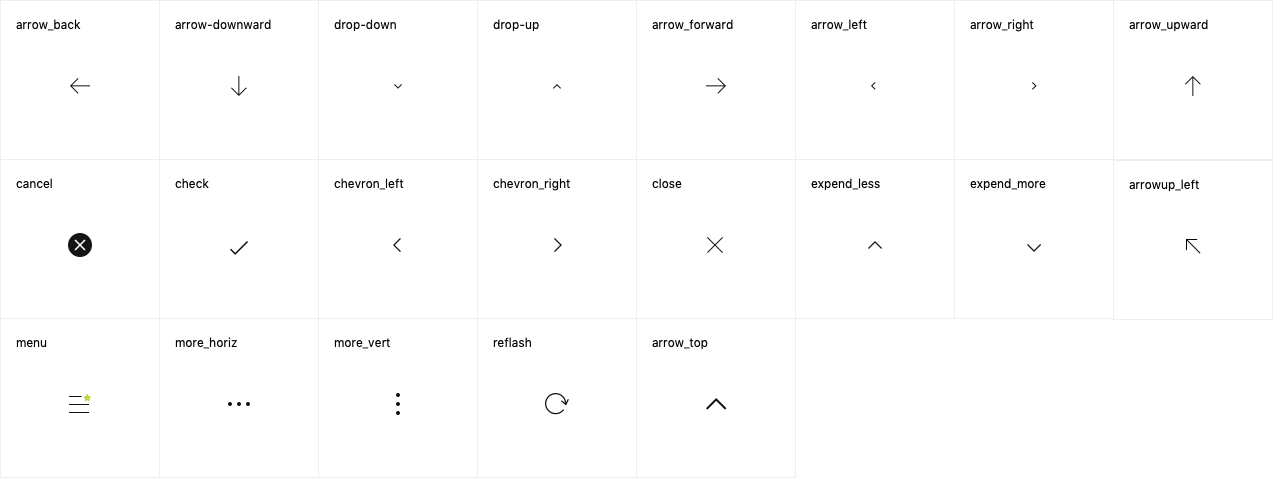 arrow_back
arrow-downward
drop-down
drop-up
arrow_forward
arrow_left
arrow_right
arrow_upward
cancel
check
chevron_left
chevron_right
close
expend_less
expend_more
arrowup_left
menu
more_horiz
more_vert
reflash
arrow_top